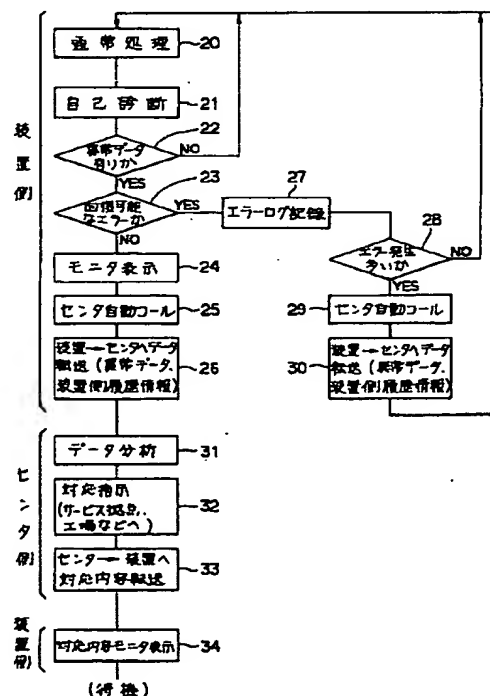 装置側
通常処理 20
自己診断 21
22
異常データ
有りか NO
YES
23
回復可能
なエラーか YES
NO
27
エラーログ記録
28
エラー発生
多いか NO
YES
モニタ表示 24
センタ自動コール 25
29
センタ自動コール
装置→センタへデータ
転送(異常データ、
装置側履歴情報) 26
30
装置→センタへデータ
転送(異常データ、
装置側履歴情報)
センタ側
データ分析 31
対応指示
(サービス拠点、
工場などへ) 32
センタ→装置へ
対応内容転送 33
装置側
対応内容モニタ表示 34
(待機)